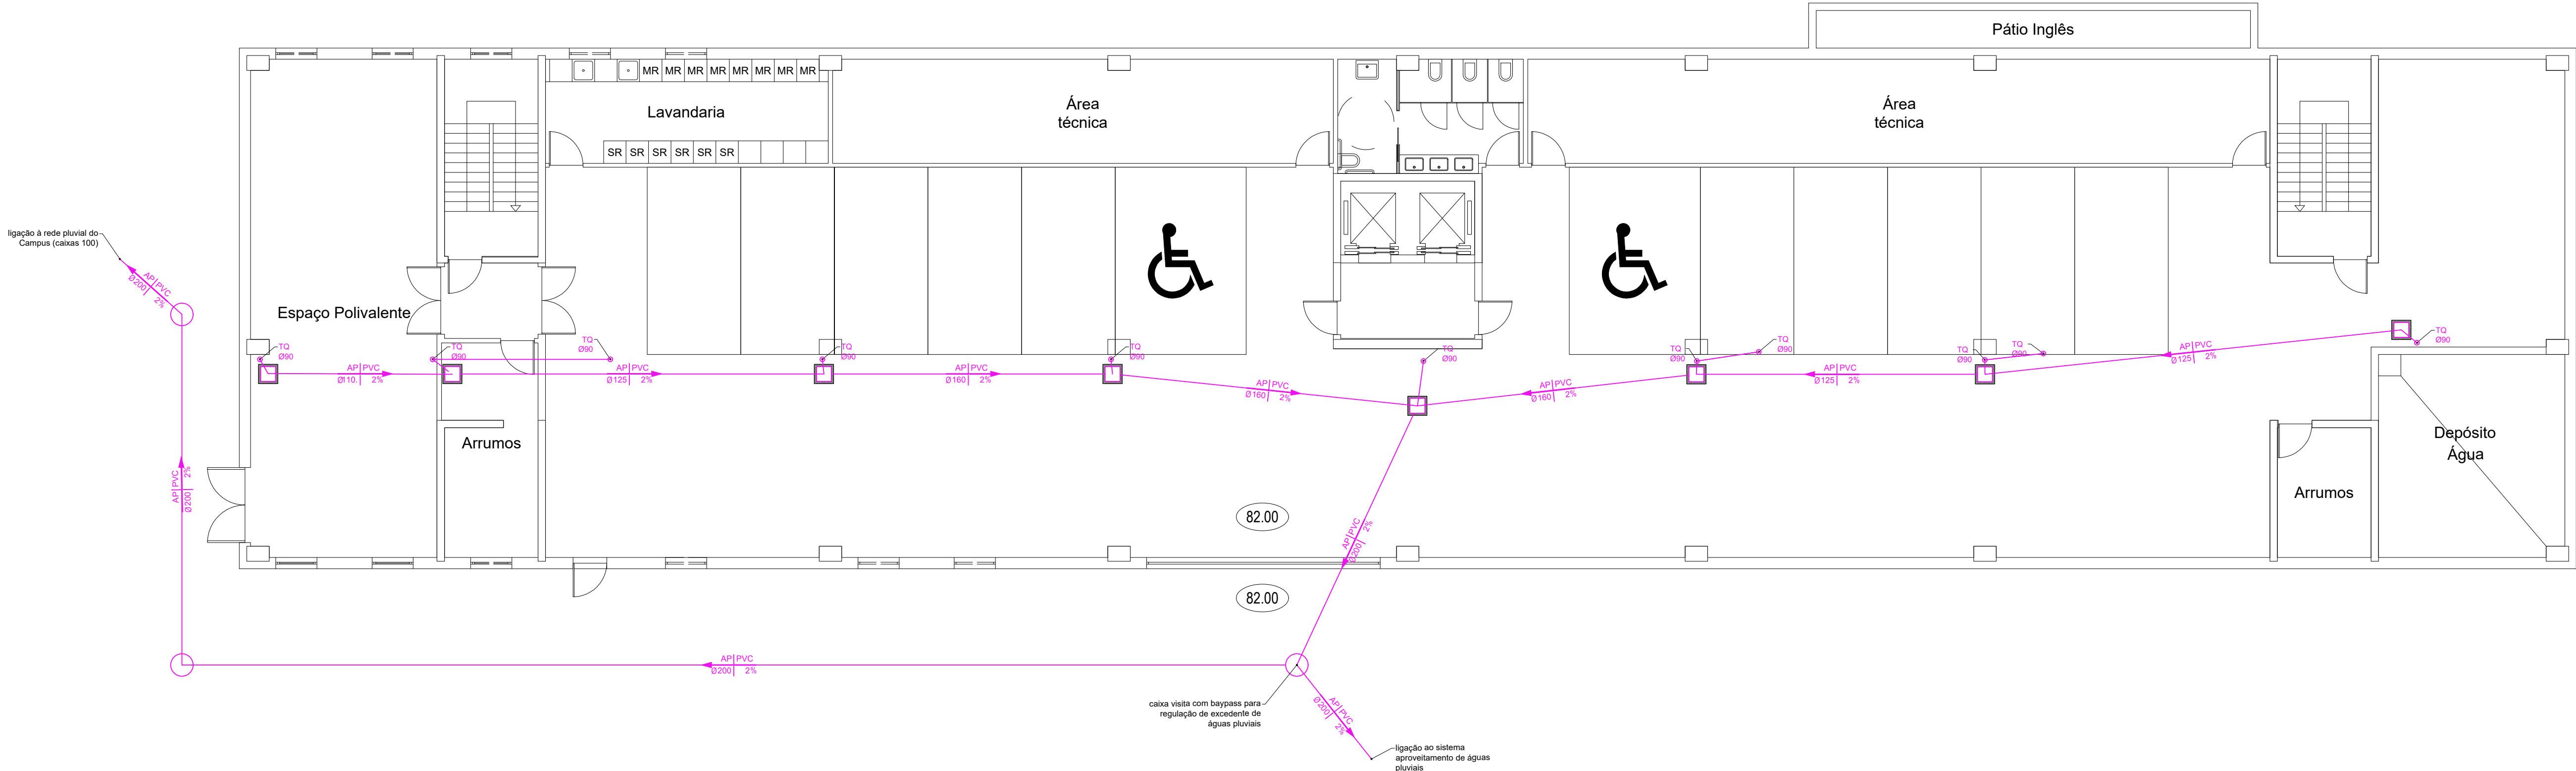 Pátio Inglês
MR MR MR MR MR MR MR MR
Lavandaria
SR SR SR SR SR SR
Área
técnica
Área
técnica
ligação à rede pluvial do
Campus (caixas 100)
AP PVC
Ø200 2%
Espaço Polivalente
TQ
Ø90
TQ
Ø90
TQ
Ø90
TQ
Ø90
TQ
Ø90
TQ
Ø90
TQ
Ø90
TQ
Ø90
TQ
Ø90
TQ
Ø90
TQ
Ø90
AP PVC
Ø110. 2%
AP PVC
Ø125 2%
AP PVC
Ø160 2%
AP PVC
Ø160 2%
AP PVC
Ø160 2%
AP PVC
Ø125 2%
AP PVC
Ø125 2%
Arrumos
Depósito
Água
Arrumos
AP PVC
Ø200 2%
82.00
AP PVC
Ø200 2%
82.00
AP PVC
Ø200 2%
caixa visita com baypass para
regulação de excedente de
águas pluviais
AP PVC
Ø200 2%
ligação ao sistema
aproveitamento de águas
pluviais